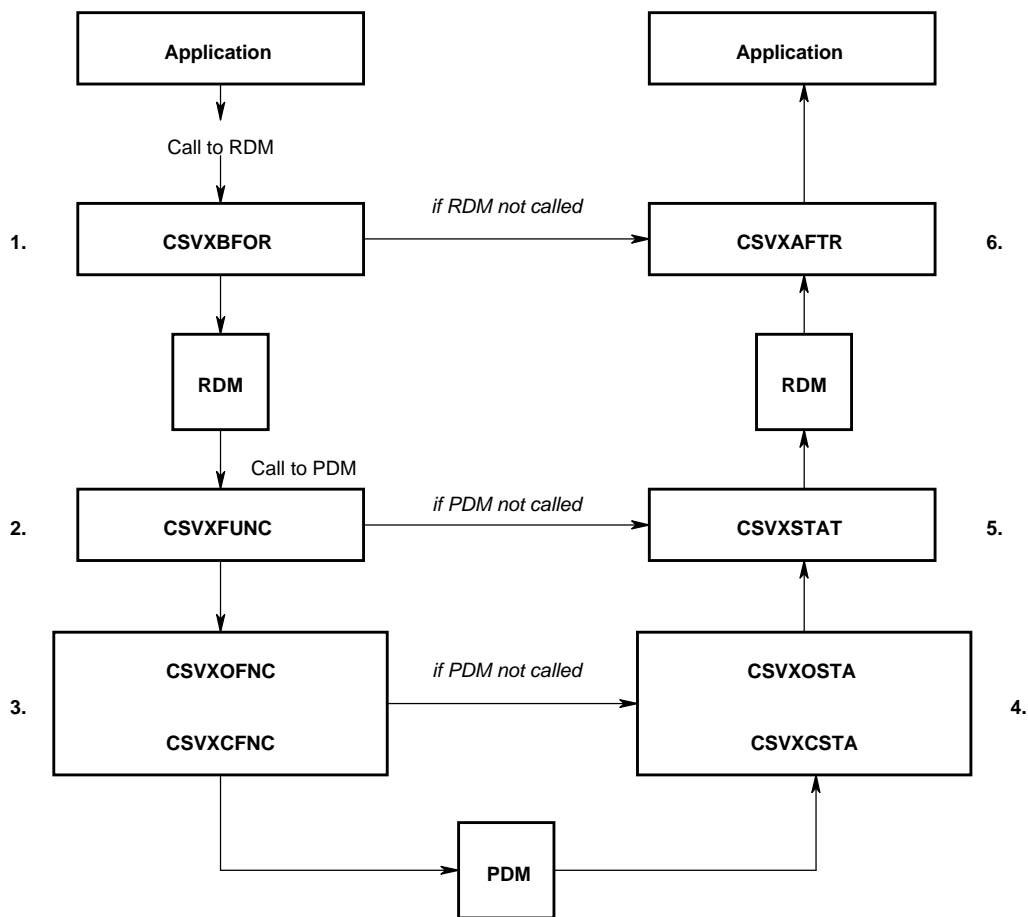 Application
Application
Call to RDM
if RDM not called
1.
CSVXBFOR
CSVXAFTR
6.
RDM
RDM
Call to PDM
if PDM not called
2.
CSVXFUNC
CSVXSTAT
5.
if PDM not called
CSVXOFNC
CSVXOSTA
3.
4.
CSVXCFNC
CSVXCSTA
PDM